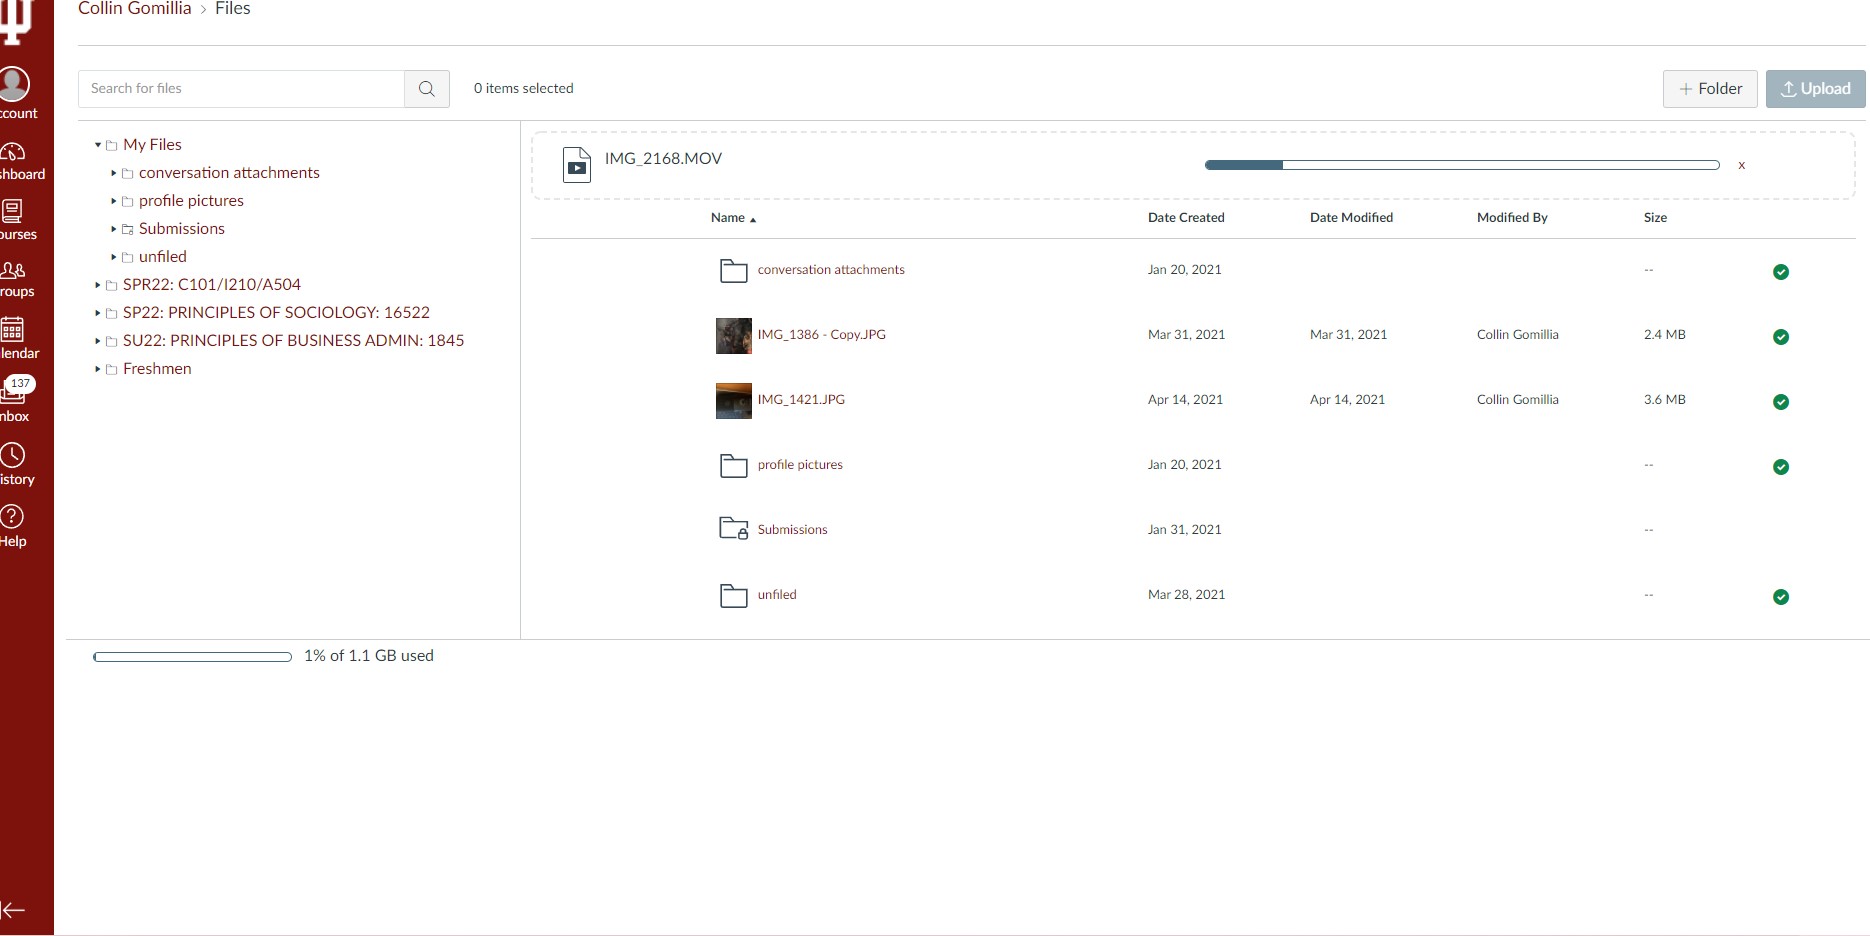 Collin Gomillia > Files
Search for files
0 items selected
+ Folder
Upload
ccount
shboard
ourses
roups
lendar
137
nbox
istory
Help
My Files
conversation attachments
profile pictures
Submissions
unfiled
SPR22: C101/I210/A504
SP22: PRINCIPLES OF SOCIOLOGY: 16522
SU22: PRINCIPLES OF BUSINESS ADMIN: 1845
Freshmen
IMG_2168.MOV x
Name Date Created Date Modified Modified By Size
conversation attachments Jan 20, 2021 --
IMG_1386 - Copy.JPG Mar 31, 2021 Mar 31, 2021 Collin Gomillia 2.4 MB
IMG_1421.JPG Apr 14, 2021 Apr 14, 2021 Collin Gomillia 3.6 MB
profile pictures Jan 20, 2021 --
Submissions Jan 31, 2021 --
unfiled Mar 28, 2021 --
1% of 1.1 GB used